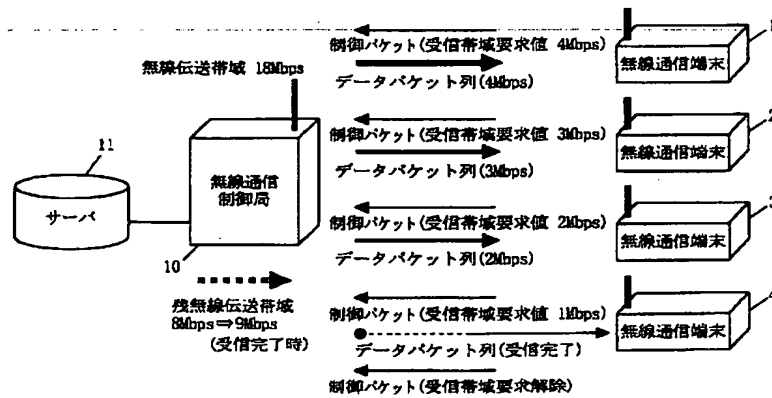 制御パケット(受信帯域要求値 4Mbps)
1
無線伝送帯域 18Mbps
データパケット列(4Mbps)
無線通信端末
制御パケット(受信帯域要求値 3Mbps)
2
11
無線通信
制御局
データパケット列(3Mbps)
無線通信端末
サーバ
制御パケット(受信帯域要求値 2Mbps)
3
10
データパケット列(2Mbps)
無線通信端末
残無線伝送帯域
8Mbps⇒9Mbps
(受信完了時)
制御パケット(受信帯域要求値 1Mbps)
4
データパケット列(受信完了)
無線通信端末
制御パケット(受信帯域要求解除)